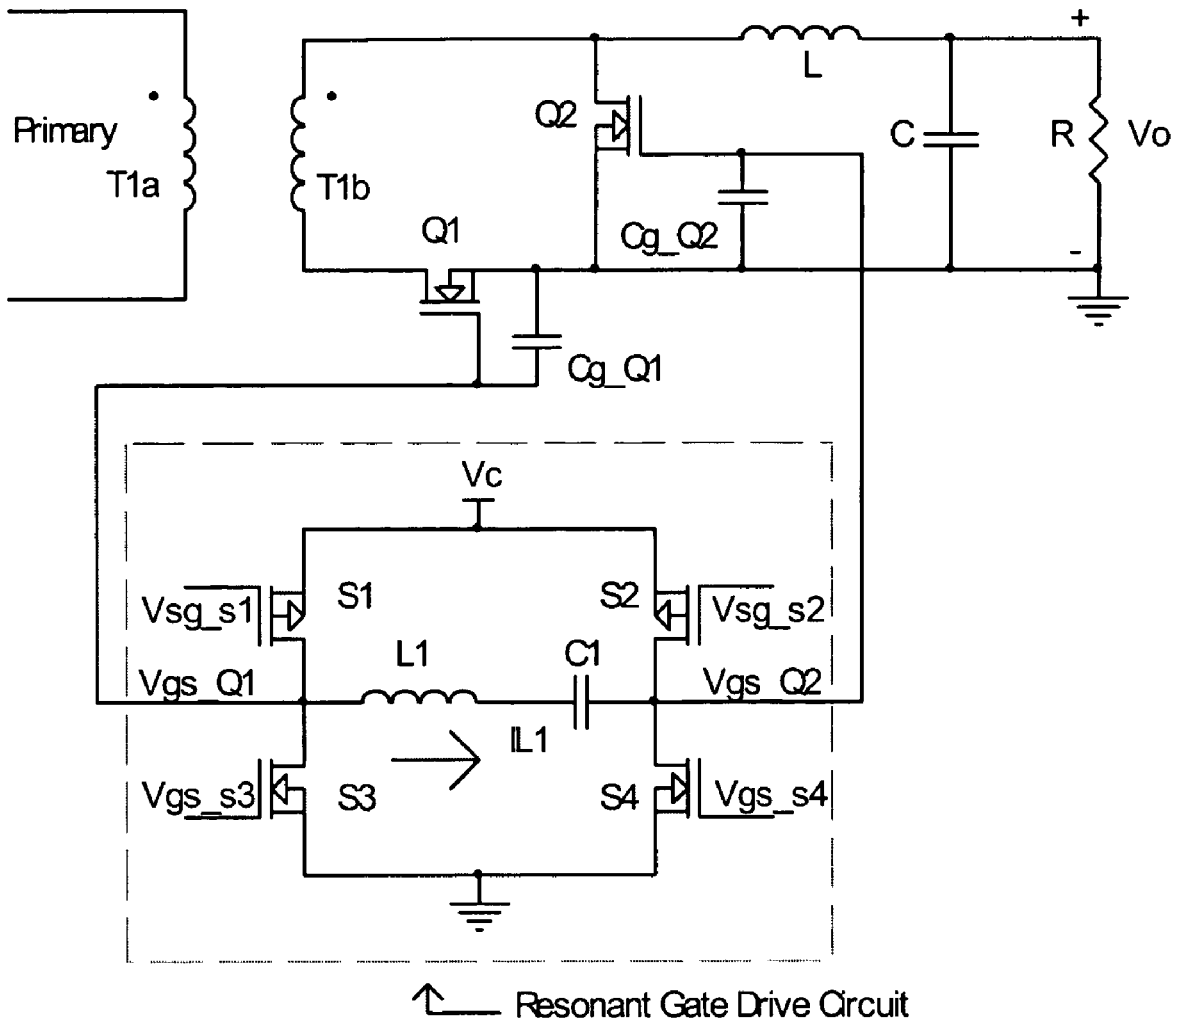 +
L
Q2
Primary
C
R
Vo
T1a
T1b
Q1
Cg_Q2
-
Cg_Q1
Vc
S1
S2
Vsg_s1
Vsg_s2
L1
C1
Vgs_Q1
Vgs_Q2
IL1
Vgs_s3
S3
S4
Vgs_s4
Resonant Gate Drive Circuit